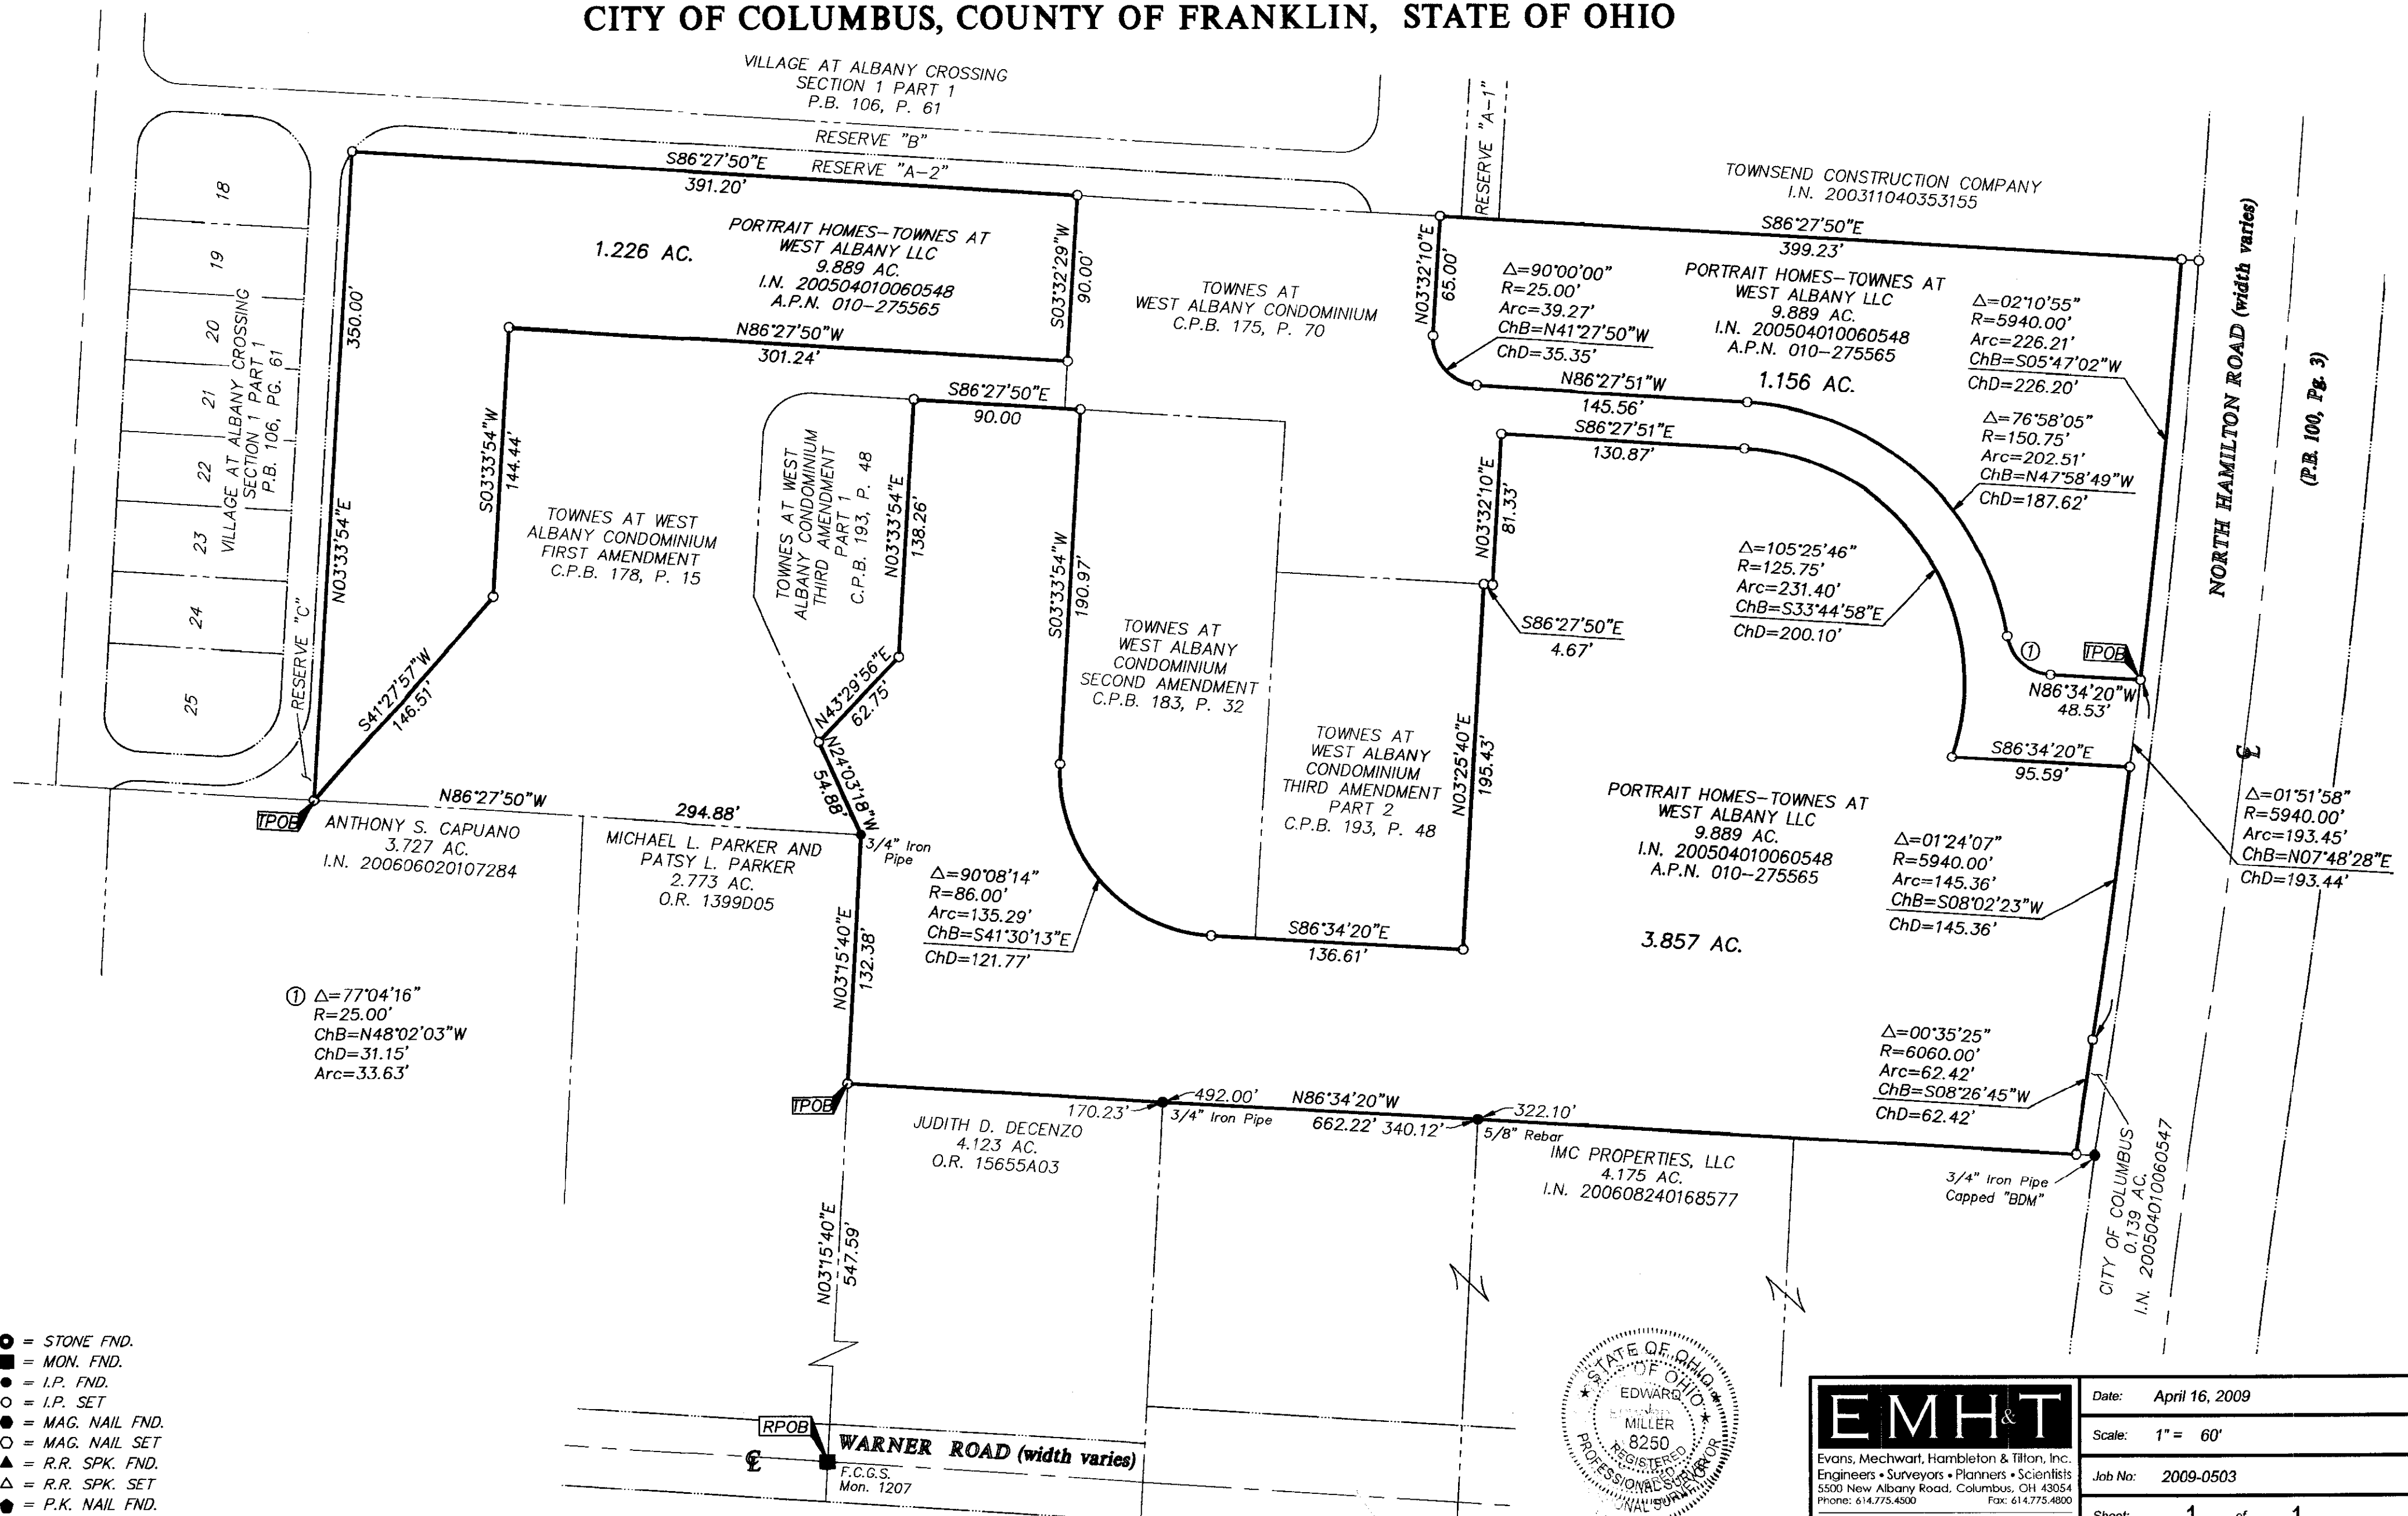 CITY OF COLUMBUS, COUNTY OF FRANKLIN, STATE OF OHIO
VILLAGE AT ALBANY CROSSING
SECTION 1 PART 1
P.B. 106, P. 61
RESERVE "B"
RESERVE "A-2"
S86°27'50"E
391.20'
RESERVE "A-1"
TOWNSEND CONSTRUCTION COMPANY
I.N. 200311040353155
S86°27'50"E
399.23'
18
19
20
21
22
23
24
25
VILLAGE AT ALBANY CROSSING
SECTION 1 PART 1
P.B. 106, PG. 61
RESERVE "C"
350.00'
N03°33'54"E
1.226 AC.
PORTRAIT HOMES-TOWNES AT
WEST ALBANY LLC
9.889 AC.
I.N. 200504010060548
A.P.N. 010-275565
S03°32'29"W
90.00'
N86°27'50"W
301.24'
S03°33'54"W
144.44'
S41°27'57"W
146.51'
TOWNES AT WEST
ALBANY CONDOMINIUM
FIRST AMENDMENT
C.P.B. 178, P. 15
TOWNES AT WEST
ALBANY CONDOMINIUM
THIRD AMENDMENT
PART 1
C.P.B. 193, P. 48
S86°27'50"E
90.00
N03°33'54"E
138.26'
N43°29'56"E
62.75'
N24°03'18"W
54.88'
S03°33'54"W
190.97'
TOWNES AT
WEST ALBANY CONDOMINIUM
C.P.B. 175, P. 70
N03°32'10"E
65.00'
Δ=90°00'00"
R=25.00'
Arc=39.27'
ChB=N41°27'50"W
ChD=35.35'
PORTRAIT HOMES-TOWNES AT
WEST ALBANY LLC
9.889 AC.
I.N. 200504010060548
A.P.N. 010-275565
1.156 AC.
N86°27'51"W
145.56'
S86°27'51"E
130.87'
N03°32'10"E
81.33'
S86°27'50"E
4.67'
Δ=02°10'55"
R=5940.00'
Arc=226.21'
ChB=S05°47'02"W
ChD=226.20'
Δ=76°58'05"
R=150.75'
Arc=202.51'
ChB=N47°58'49"W
ChD=187.62'
Δ=105°25'46"
R=125.75'
Arc=231.40'
ChB=S33°44'58"E
ChD=200.10'
NORTH HAMILTON ROAD (width varies)
(P.B. 100, Pg. 3)
①
TPOB
N86°34'20"W
48.53'
S86°34'20"E
95.59'
℄
Δ=01°51'58"
R=5940.00'
Arc=193.45'
ChB=N07°48'28"E
ChD=193.44'
TOWNES AT
WEST ALBANY
CONDOMINIUM
SECOND AMENDMENT
C.P.B. 183, P. 32
TOWNES AT
WEST ALBANY
CONDOMINIUM
THIRD AMENDMENT
PART 2
C.P.B. 193, P. 48
N03°25'40"E
195.43'
PORTRAIT HOMES-TOWNES AT
WEST ALBANY LLC
9.889 AC.
I.N. 200504010060548
A.P.N. 010-275565
3.857 AC.
Δ=01°24'07"
R=5940.00'
Arc=145.36'
ChB=S08°02'23"W
ChD=145.36'
TPOB
N86°27'50"W
294.88'
ANTHONY S. CAPUANO
3.727 AC.
I.N. 200606020107284
MICHAEL L. PARKER AND
PATSY L. PARKER
2.773 AC.
O.R. 1399D05
3/4" Iron
Pipe
Δ=90°08'14"
R=86.00'
Arc=135.29'
ChB=S41°30'13"E
ChD=121.77'
S86°34'20"E
136.61'
N03°15'40"E
132.38'
① Δ=77°04'16"
R=25.00'
ChB=N48°02'03"W
ChD=31.15'
Arc=33.63'
Δ=00°35'25"
R=6060.00'
Arc=62.42'
ChB=S08°26'45"W
ChD=62.42'
TPOB
170.23'
492.00'
3/4" Iron Pipe
N86°34'20"W
662.22'
340.12'
322.10'
5/8" Rebar
JUDITH D. DECENZO
4.123 AC.
O.R. 15655A03
IMC PROPERTIES, LLC
4.175 AC.
I.N. 200608240168577
3/4" Iron Pipe
Capped "BDM"
CITY OF COLUMBUS
0.139 AC.
I.N. 200504010060547
N03°15'40"E
547.59'
RPOB
℄
WARNER ROAD (width varies)
F.C.G.S.
Mon. 1207
= STONE FND.
= MON. FND.
= I.P. FND.
= I.P. SET
= MAG. NAIL FND.
= MAG. NAIL SET
= R.R. SPK. FND.
= R.R. SPK. SET
= P.K. NAIL FND.
STATE OF OHIO
EDWARD
J.
MILLER
8250
REGISTERED
PROFESSIONAL SURVEYOR
EMH&T
Evans, Mechwart, Hambleton & Tilton, Inc.
Engineers • Surveyors • Planners • Scientists
5500 New Albany Road, Columbus, OH 43054
Phone: 614.775.4500 Fax: 614.775.4800
Date: April 16, 2009
Scale: 1" = 60'
Job No: 2009-0503
Sheet: 1 of 1